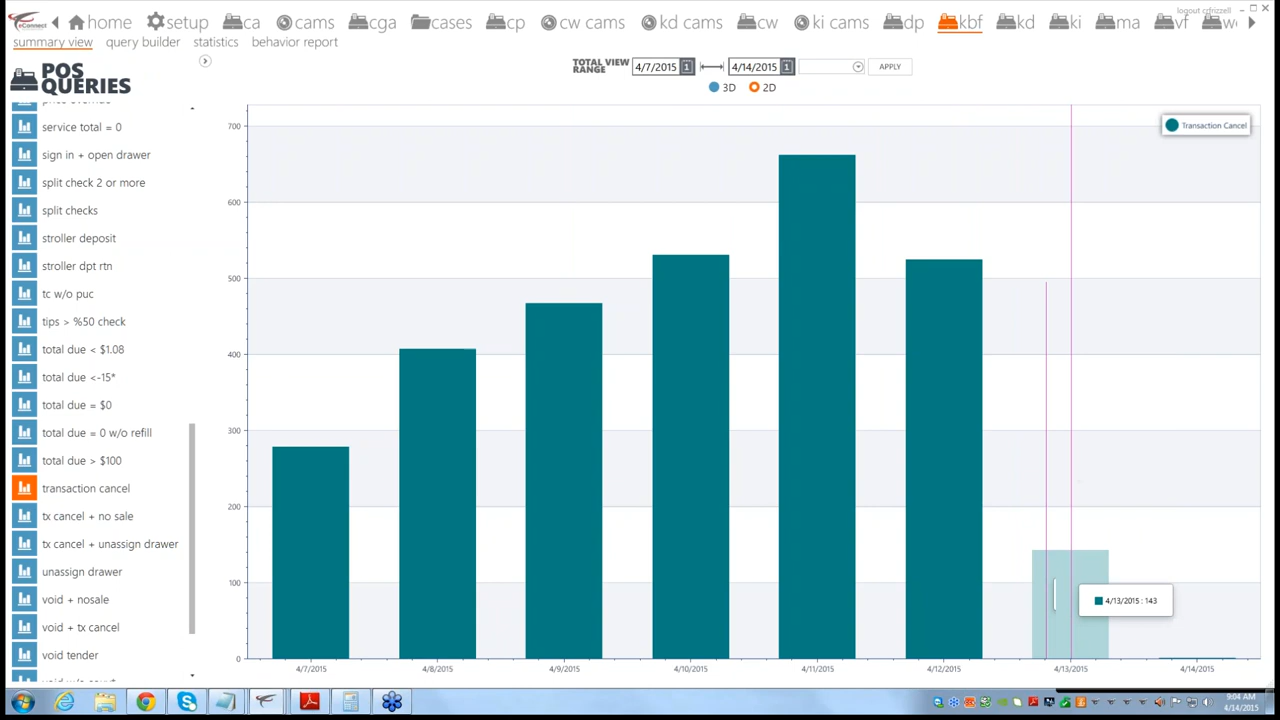 eConnect home setup ca cams cga cases cp cw cams kd cams cw ki cams dp kbf kd ki ma vf
logout crfrizzell
summary view query builder statistics behavior report
POS QUERIES
TOTAL VIEW RANGE 4/7/2015 1 4/14/2015 1 APPLY
3D 2D
service total = 0
sign in + open drawer
split check 2 or more
split checks
stroller deposit
stroller dpt rtn
tc w/o puc
tips > %50 check
total due < $1.08
total due <-15*
total due = $0
total due = 0 w/o refill
total due > $100
transaction cancel
tx cancel + no sale
tx cancel + unassign drawer
unassign drawer
void + nosale
void + tx cancel
void tender
Transaction Cancel
700
600
500
400
300
200
100
0
4/13/2015 : 143
4/7/2015 4/8/2015 4/9/2015 4/10/2015 4/11/2015 4/12/2015 4/13/2015 4/14/2015
9:04 AM
4/14/2015